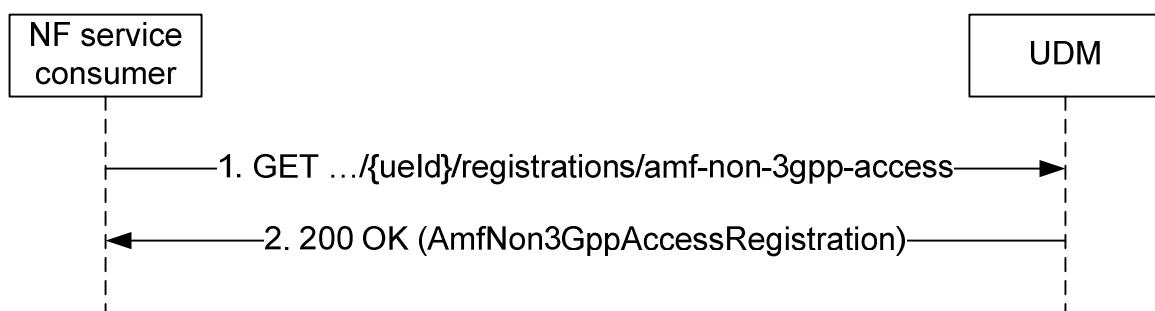 NF service
consumer
UDM
1. GET …/{ueId}/registrations/amf-non-3gpp-access
2. 200 OK (AmfNon3GppAccessRegistration)